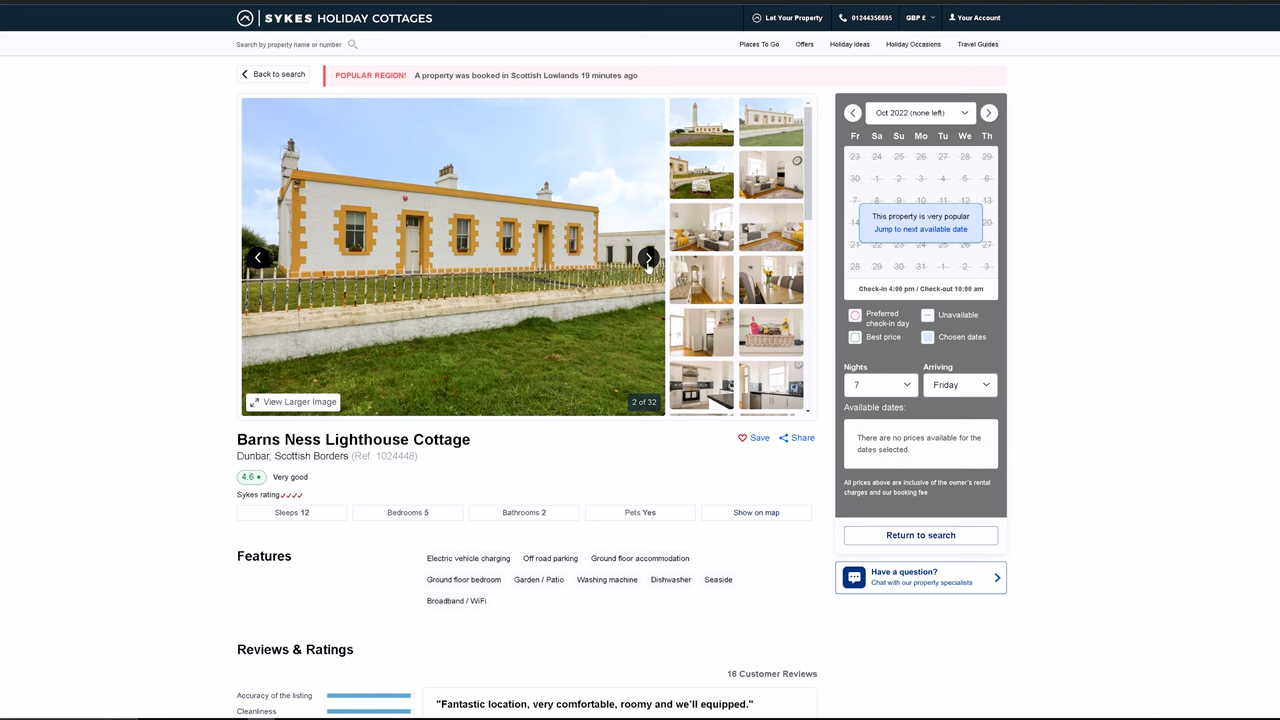 SYKES HOLIDAY COTTAGES
Let Your Property
01244356695
GBP £
Your Account
Search by property name or number
Places To Go
Offers
Holiday Ideas
Holiday Occasions
Travel Guides
Back to search
POPULAR REGION! A property was booked in Scottish Lowlands 19 minutes ago
View Larger Image
2 of 32
Oct 2022 (none left)
Fr Sa Su Mo Tu We Th
23 24 25 26 27 28 29
30 1 2 3 4 5 6
7 8 9 10 11 12 13
14 20
This property is very popular
Jump to next available date
21 22 23 24 25 26 27
28 29 30 31 1 2 3
Check-in 4:00 pm / Check-out 10:00 am
Preferred
check-in day
Unavailable
Best price
Chosen dates
Nights
Arriving
7
Friday
Available dates:
There are no prices available for the
dates selected.
All prices above are inclusive of the owner's rental
charges and our booking fee
Return to search
Have a question?
Chat with our property specialists
Barns Ness Lighthouse Cottage
Save
Share
Dunbar, Scottish Borders (Ref. 1024448)
4.6 ★ Very good
Sykes rating
Sleeps 12
Bedrooms 5
Bathrooms 2
Pets Yes
Show on map
Features
Electric vehicle charging
Off road parking
Ground floor accommodation
Ground floor bedroom
Garden / Patio
Washing machine
Dishwasher
Seaside
Broadband / WiFi
Reviews & Ratings
16 Customer Reviews
Accuracy of the listing
Cleanliness
"Fantastic location, very comfortable, roomy and we'll equipped."